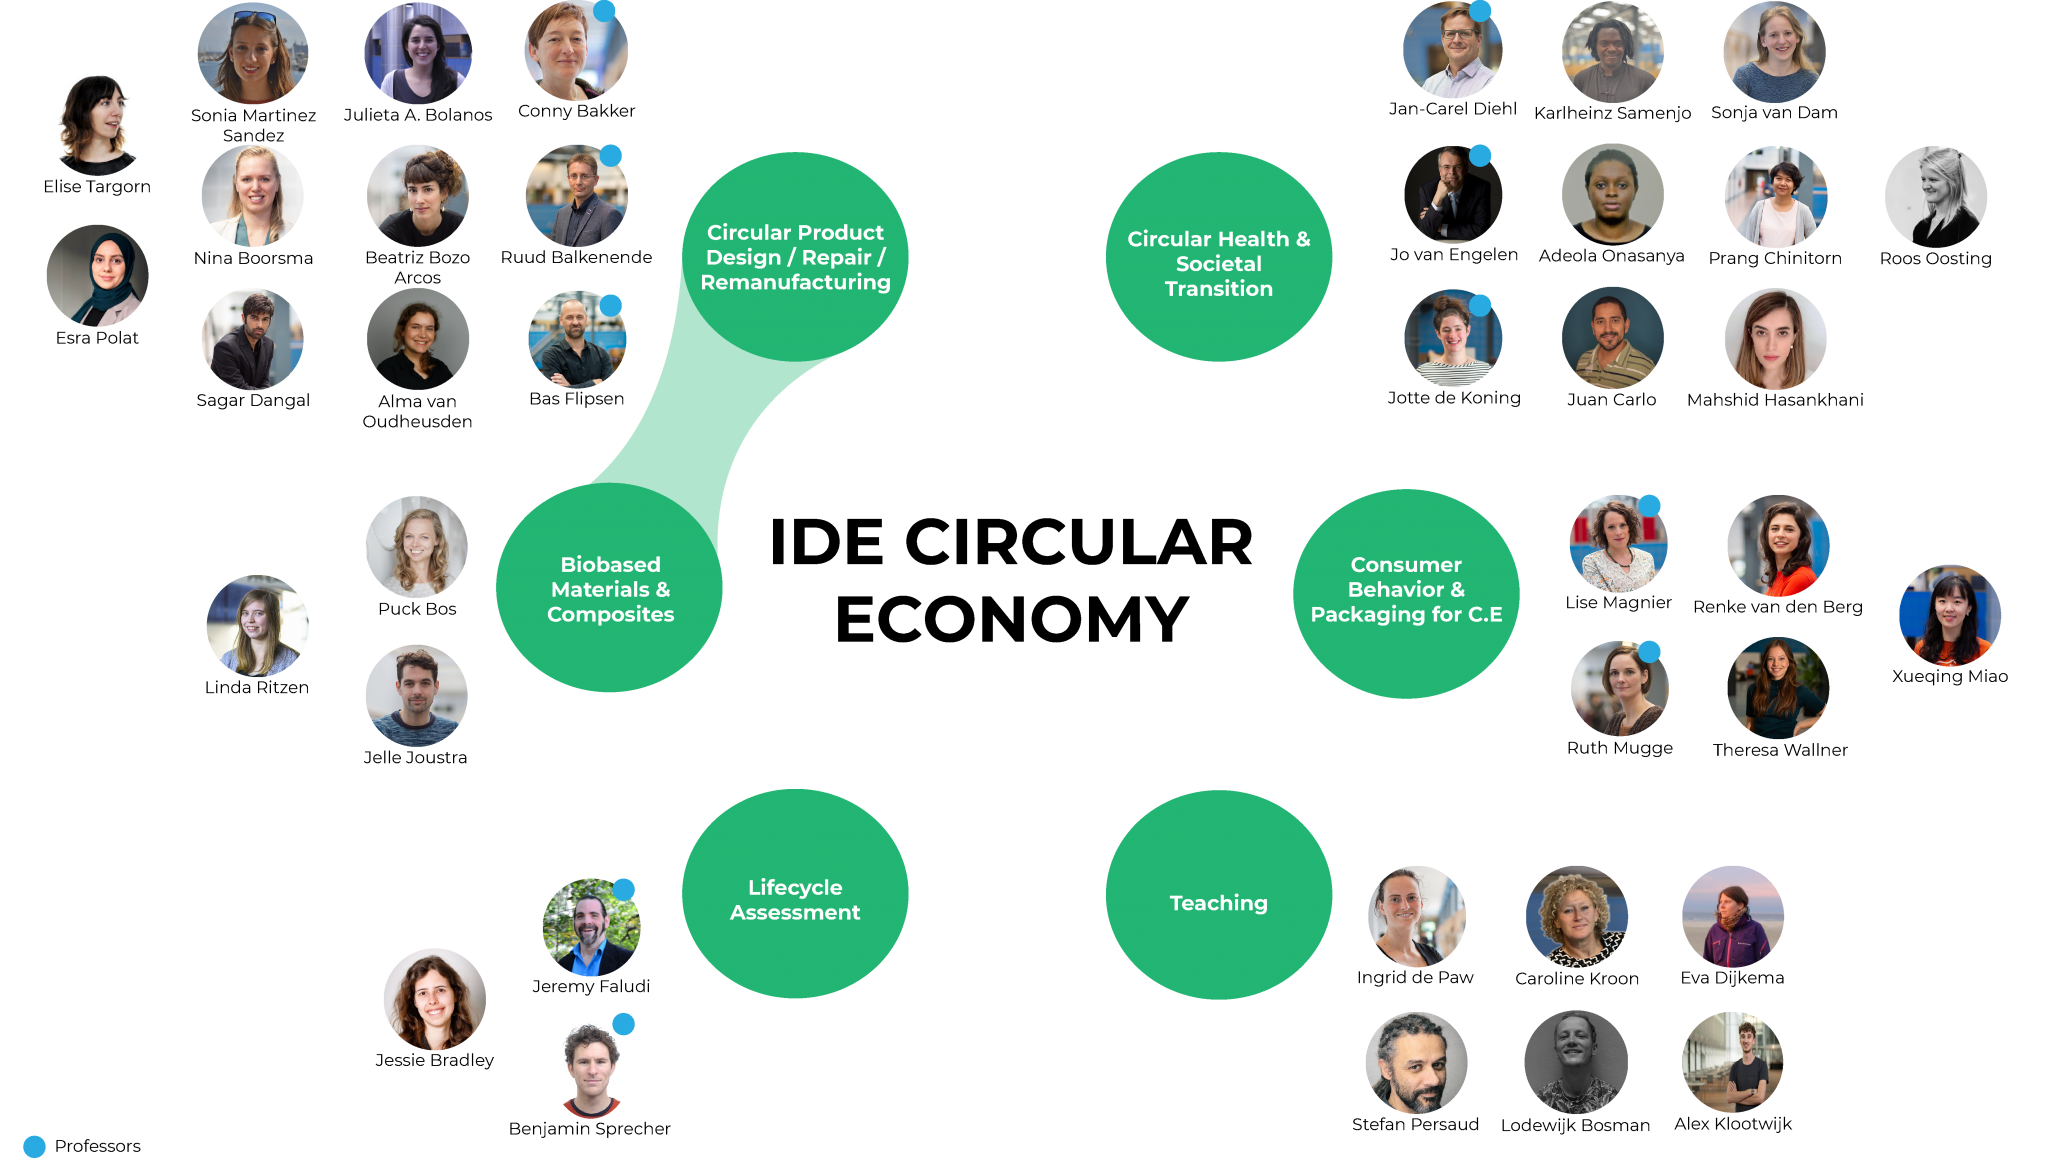 Sonia Martinez
Sandez
Julieta A. Bolanos
Conny Bakker
Elise Targorn
Nina Boorsma
Beatriz Bozo
Arcos
Ruud Balkenende
Esra Polat
Sagar Dangal
Alma van
Oudheusden
Bas Flipsen
Circular Product
Design / Repair /
Remanufacturing
Circular Health &
Societal
Transition
Jan-Carel Diehl
Karlheinz Samenjo
Sonja van Dam
Jo van Engelen
Adeola Onasanya
Prang Chinitorn
Roos Oosting
Jotte de Koning
Juan Carlo
Mahshid Hasankhani
Puck Bos
Linda Ritzen
Jelle Joustra
Biobased
Materials &
Composites
IDE CIRCULAR
ECONOMY
Consumer
Behavior &
Packaging for C.E
Lise Magnier
Renke van den Berg
Xueqing Miao
Ruth Mugge
Theresa Wallner
Jeremy Faludi
Jessie Bradley
Benjamin Sprecher
Lifecycle
Assessment
Teaching
Ingrid de Paw
Caroline Kroon
Eva Dijkema
Stefan Persaud
Lodewijk Bosman
Alex Klootwijk
Professors